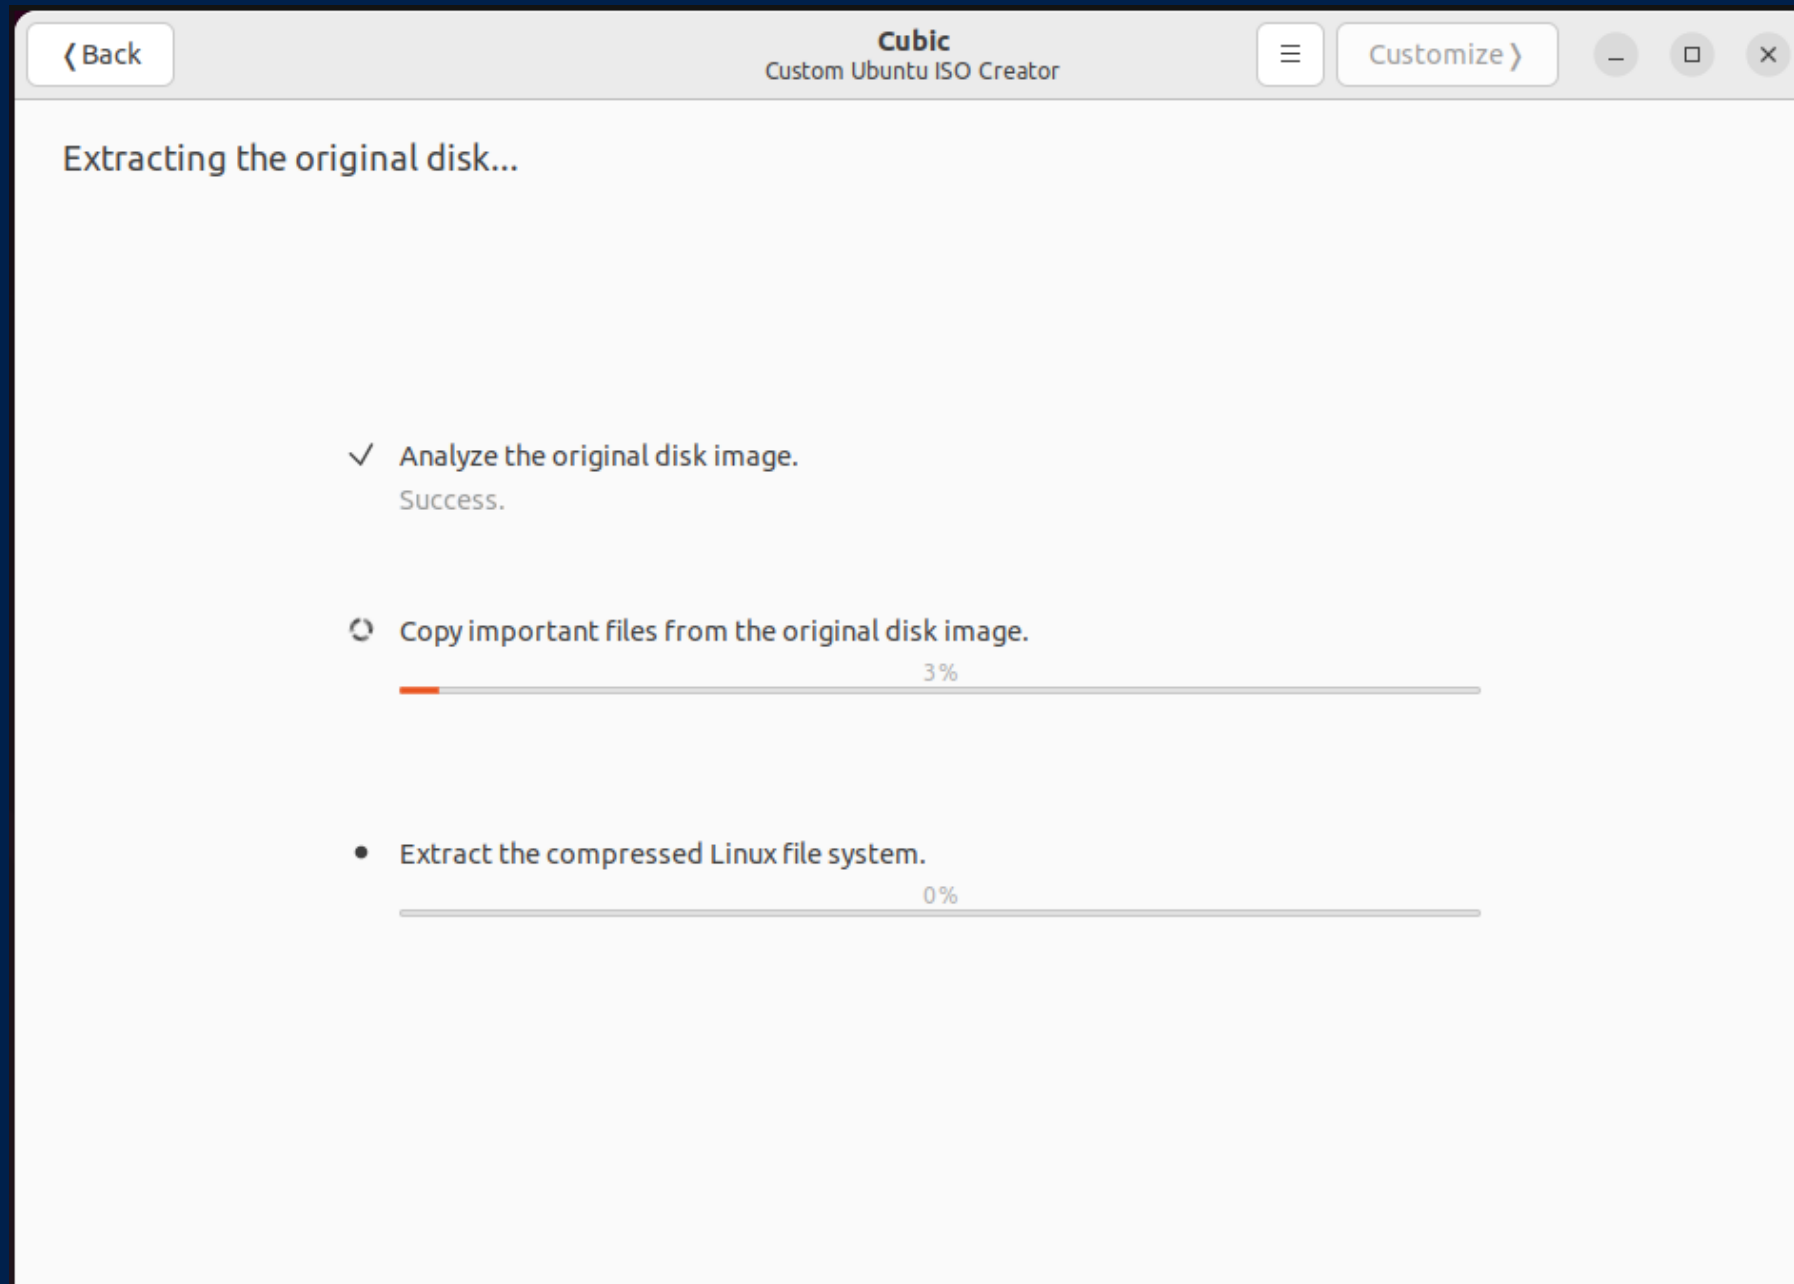 ❬Back
Cubic
Custom Ubuntu ISO Creator
Customize❭
Extracting the original disk...
Analyze the original disk image.
Success.
Copy important files from the original disk image.
3%
Extract the compressed Linux file system.
0%